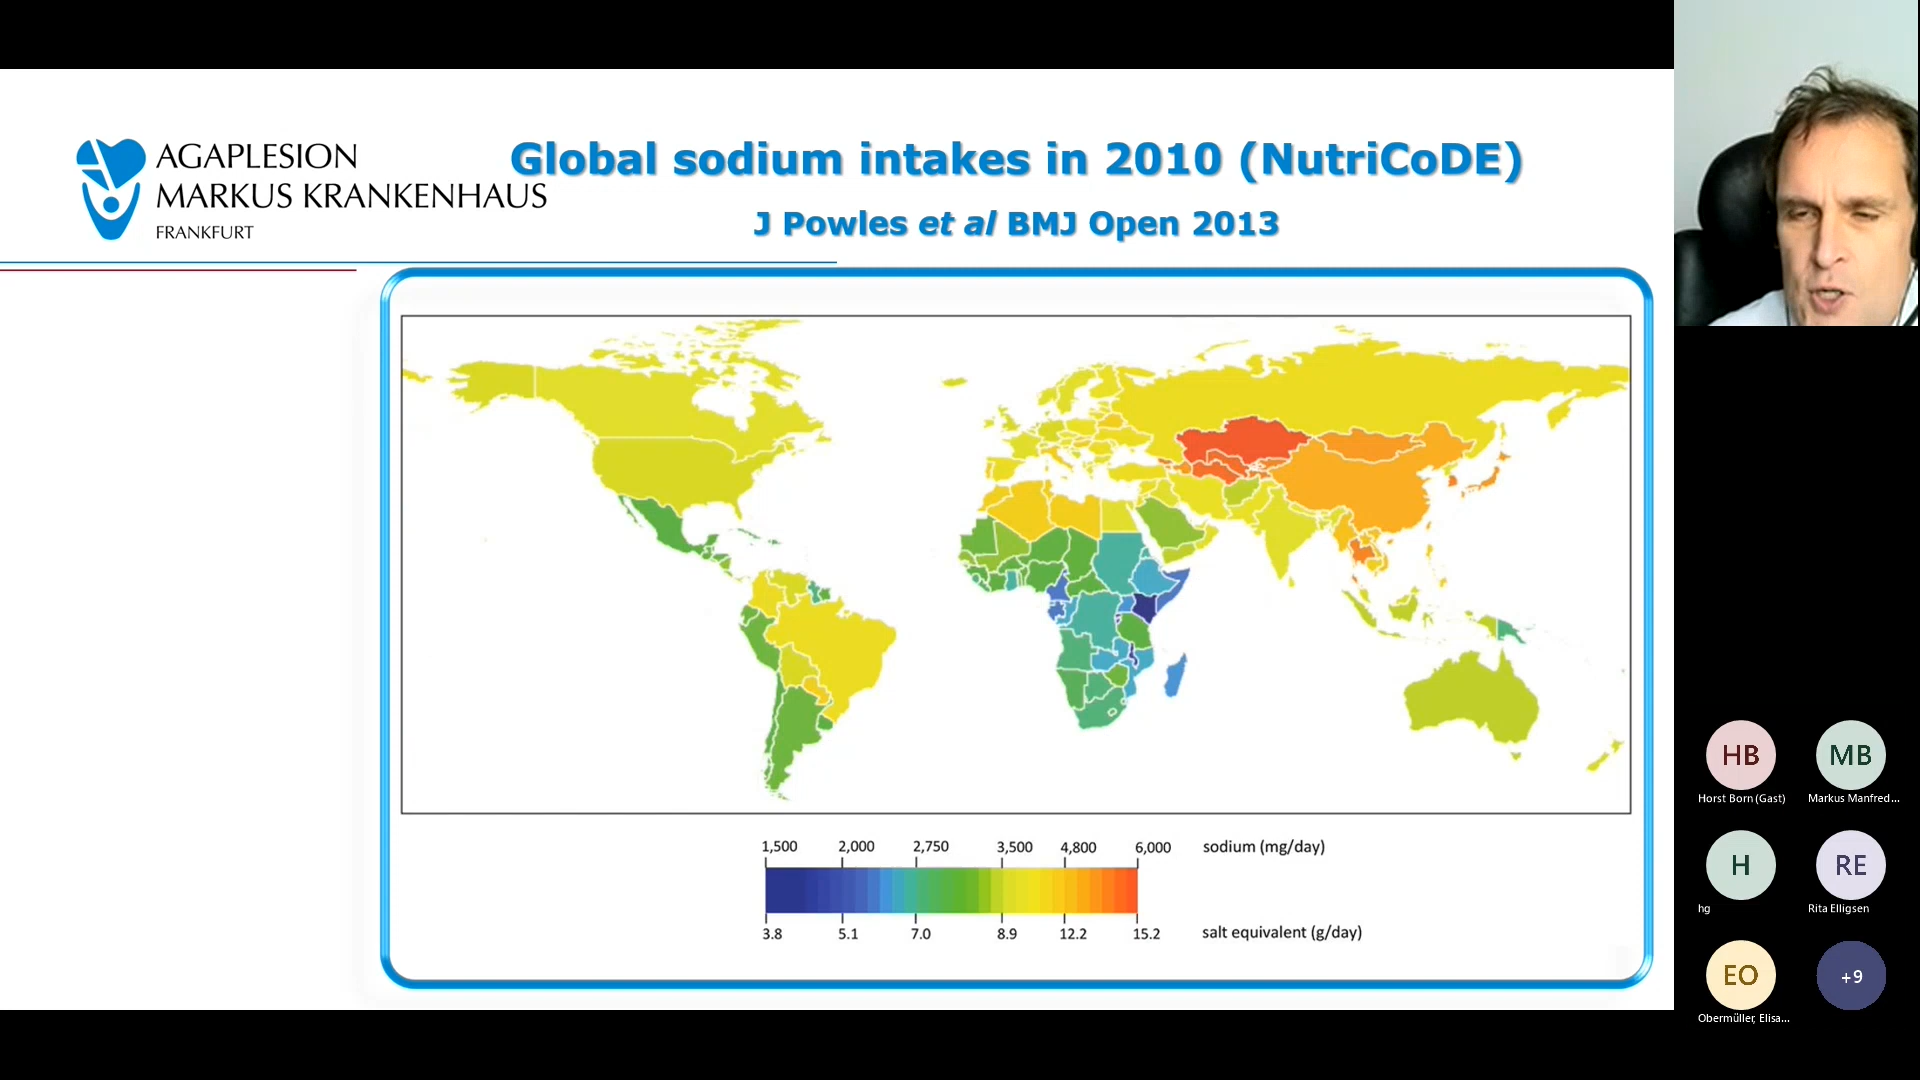 AGAPLESION
MARKUS KRANKENHAUS
FRANKFURT
Global sodium intakes in 2010 (NutriCoDE)
J Powles et al BMJ Open 2013
1,500 2,000 2,750 3,500 4,800 6,000 sodium (mg/day)
3.8 5.1 7.0 8.9 12.2 15.2 salt equivalent (g/day)
HB MB
Horst Born (Gast) Markus Manfred...
H RE
hg Rita Elligsen
EO +9
Obermüller, Elisa...